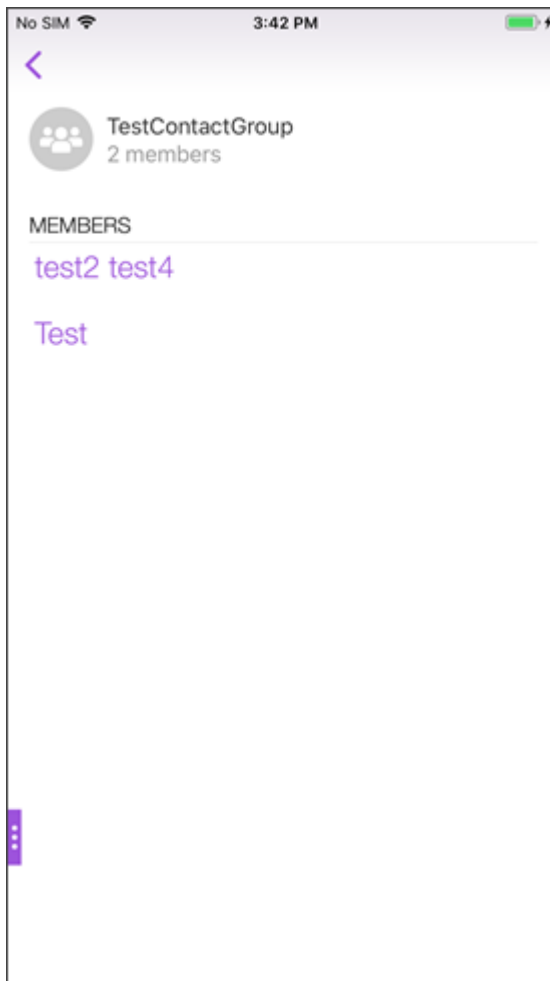 No SIM 3:42 PM
TestContactGroup
2 members
MEMBERS
test2 test4
Test